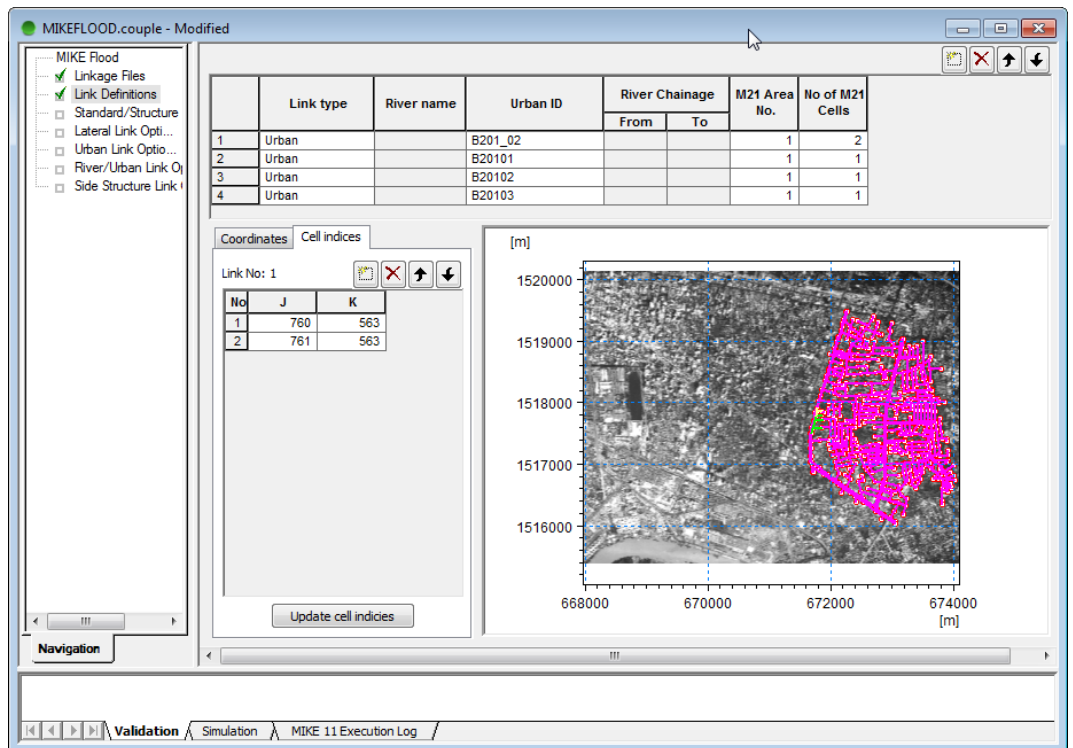 MIKEFLOOD.couple - Modified
MIKE Flood
Linkage Files
Link Definitions
Standard/Structure
Lateral Link Opti...
Urban Link Optio...
River/Urban Link O
Side Structure Link
Navigation
Link type River name Urban ID River Chainage M21 Area No. No of M21 Cells
From To
1 Urban B201_02 1 2
2 Urban B20101 1 1
3 Urban B20102 1 1
4 Urban B20103 1 1
Coordinates Cell indices
Link No: 1
No J K
1 760 563
2 761 563
Update cell indicies
[m]
1520000
1519000
1518000
1517000
1516000
668000 670000 672000 674000
[m]
Validation Simulation MIKE 11 Execution Log